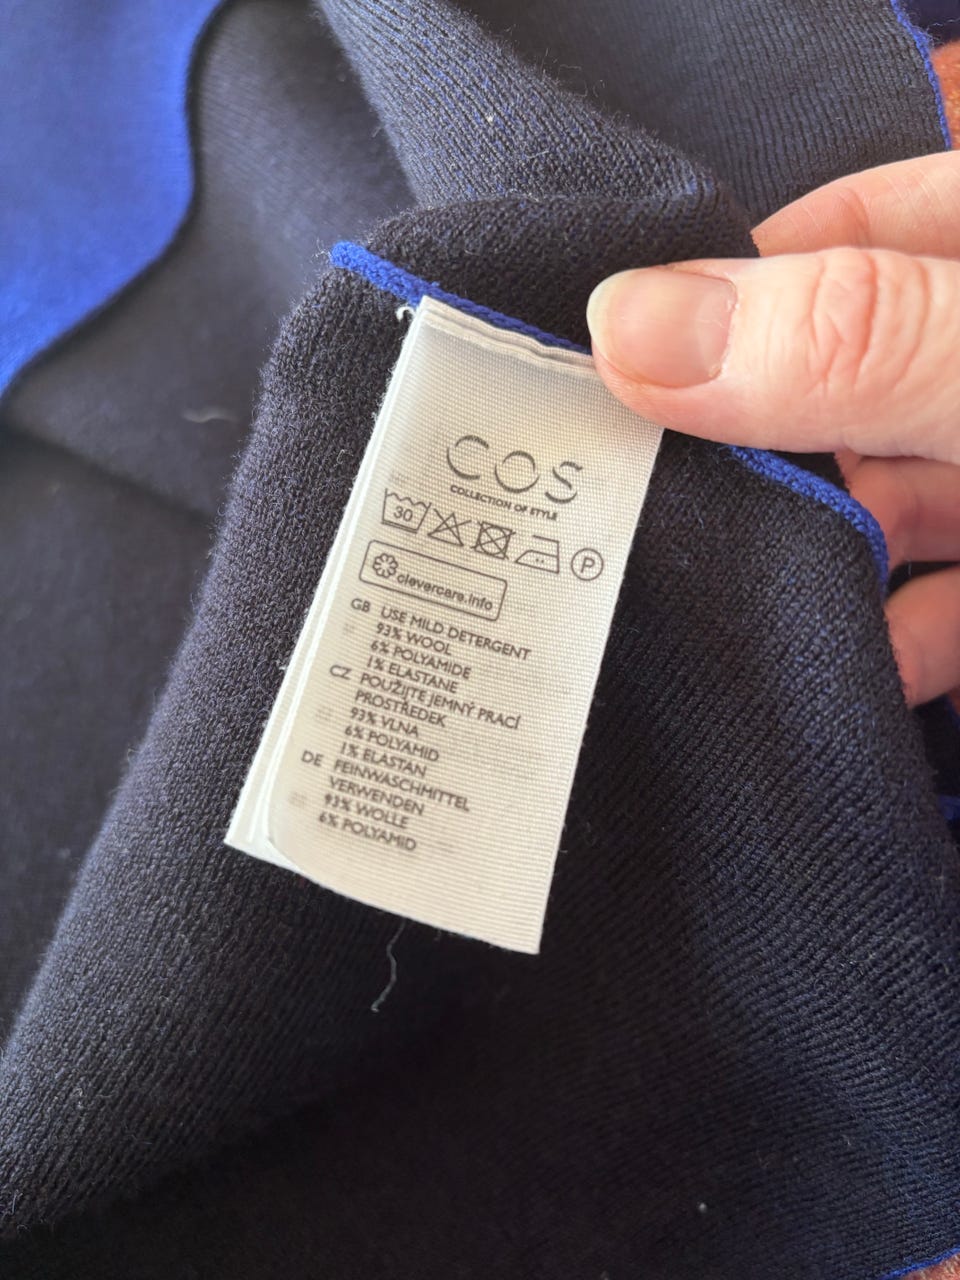 COS
COLLECTION OF STYLE
30 P
clevercare.info
GB USE MILD DETERGENT
93% WOOL
6% POLYAMIDE
1% ELASTANE
CZ POUŽIJTE JEMNÝ PRACÍ
PROSTŘEDEK
93% VLNA
6% POLYAMID
1% ELASTAN
DE FEINWASCHMITTEL
VERWENDEN
93% WOLLE
6% POLYAMID